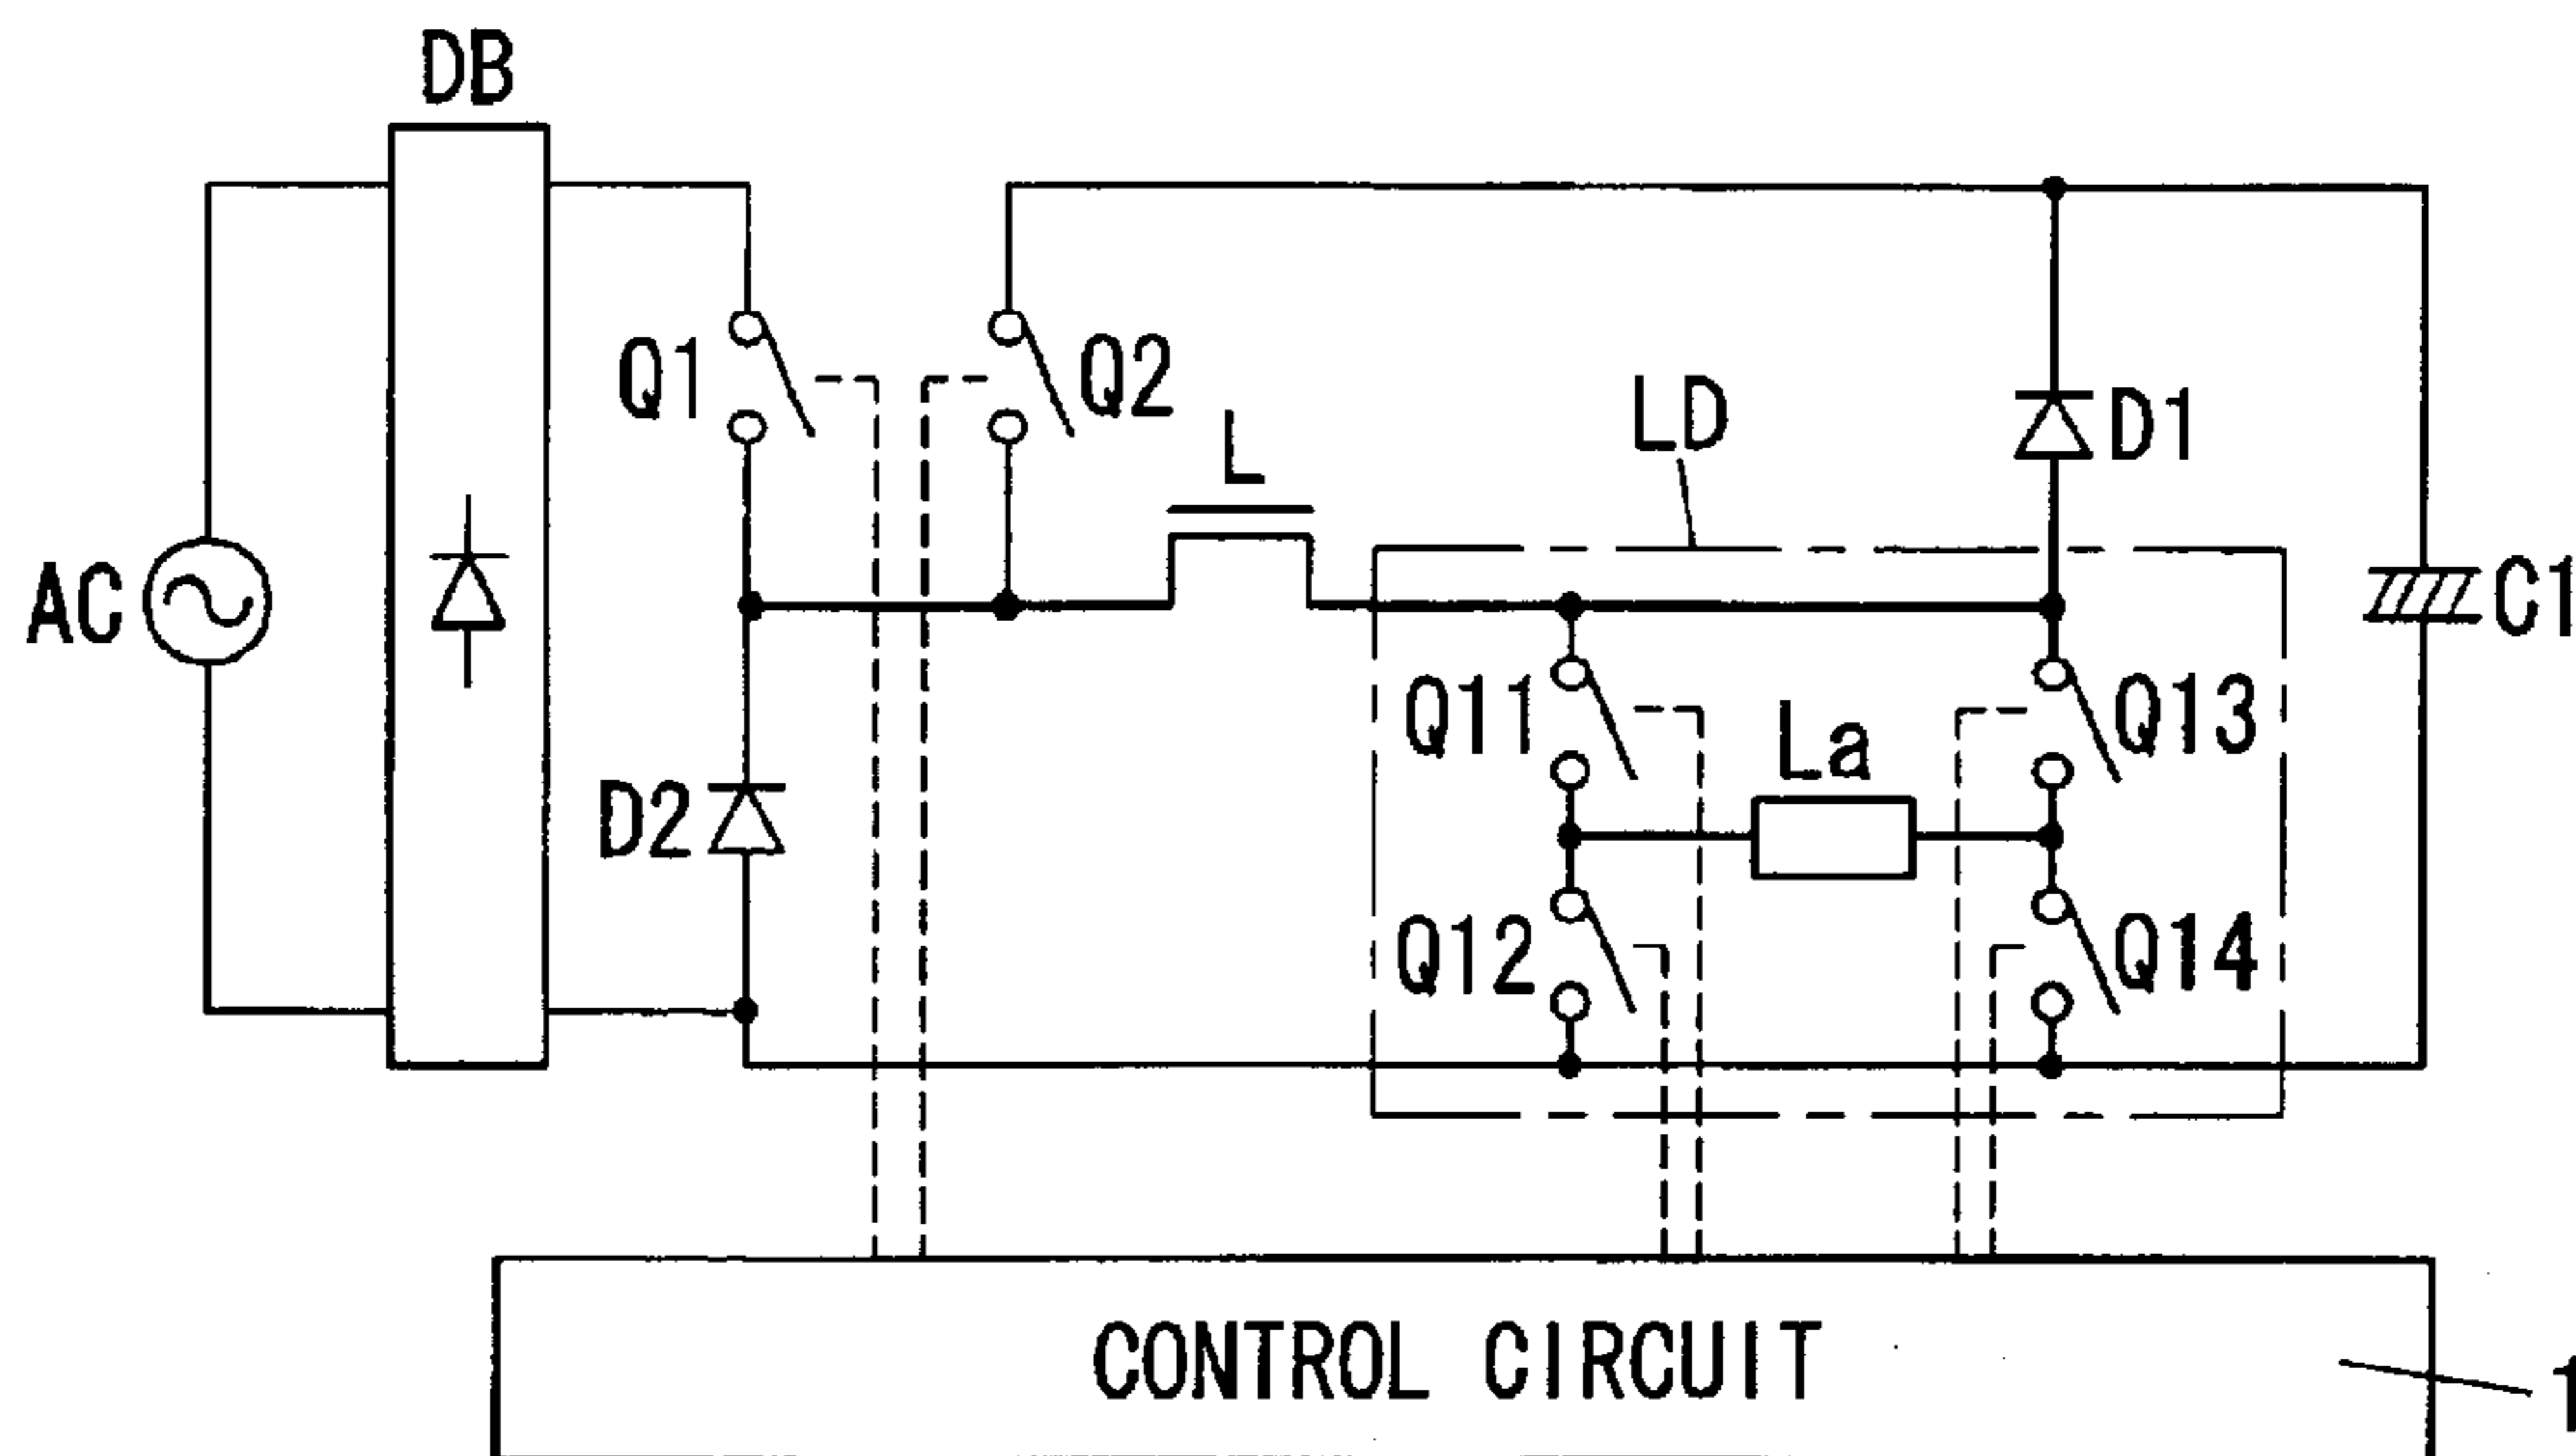 DB
Q1
Q2
L
LD
D1
AC
C1
Q11
La
Q13
D2
Q12
Q14
CONTROL CIRCUIT
1